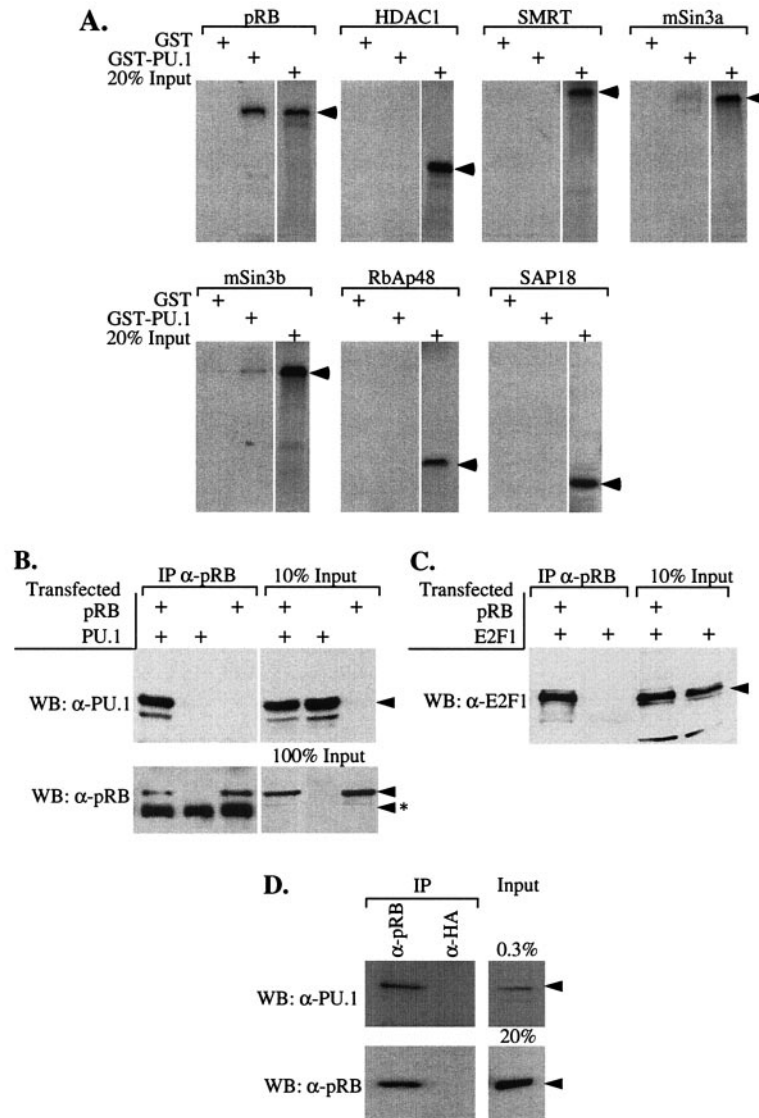 A.
pRB HDAC1 SMRT mSin3a
GST + + + +
GST-PU.1 + + + +
20% Input + + + +
mSin3b RbAp48 SAP18
GST + + +
GST-PU.1 + + +
20% Input + + +
B.
IP α-pRB 10% Input
Transfected
pRB + + + +
PU.1 + + + +
WB: α-PU.1
100% Input
WB: α-pRB
*
C.
IP α-pRB 10% Input
Transfected
pRB + +
E2F1 + + + +
WB: α-E2F1
D.
IP Input
α-pRB α-HA
0.3%
WB: α-PU.1
20%
WB: α-pRB